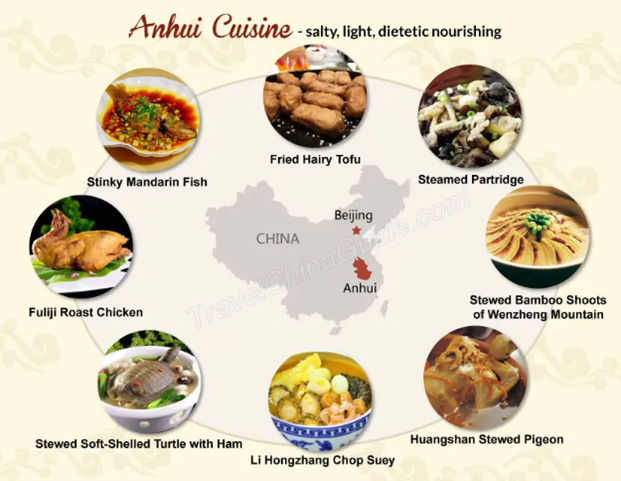 Anhui Cuisine - salty, light, dietetic nourishing
Fried Hairy Tofu
Stinky Mandarin Fish
Steamed Partridge
Beijing
CHINA
Anhui
TravelChinaGuide.com
Fuliji Roast Chicken
Stewed Bamboo Shoots
of Wenzheng Mountain
Stewed Soft-Shelled Turtle with Ham
Huangshan Stewed Pigeon
Li Hongzhang Chop Suey